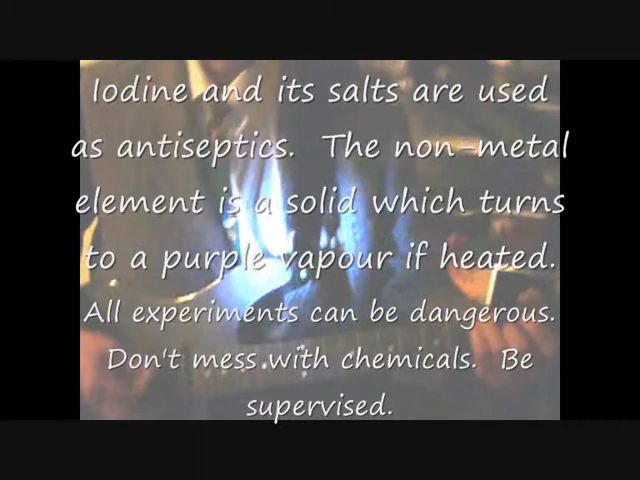 Iodine and its salts are used
as antiseptics. The non-metal
element is a solid which turns
to a purple vapour if heated.
All experiments can be dangerous.
Don't mess with chemicals. Be
supervised.